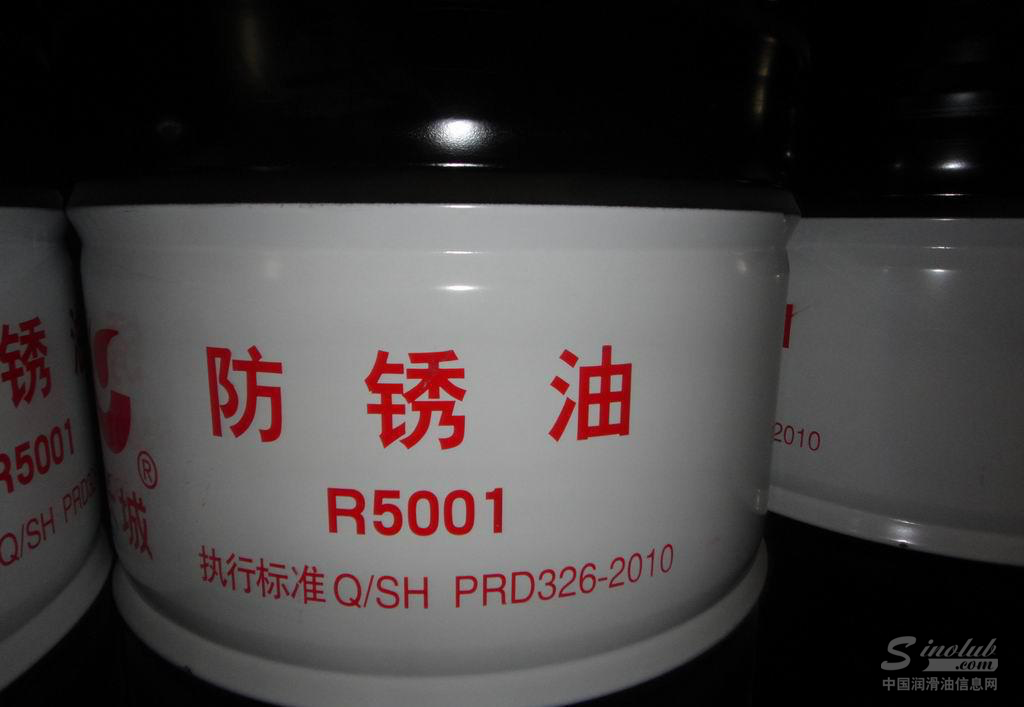 防锈油
R5001
执行标准 Q/SH PRD326-2010
®
城
锈
R5001
Q/SH PRD
2010
Sinolub
.com
中国润滑油信息网